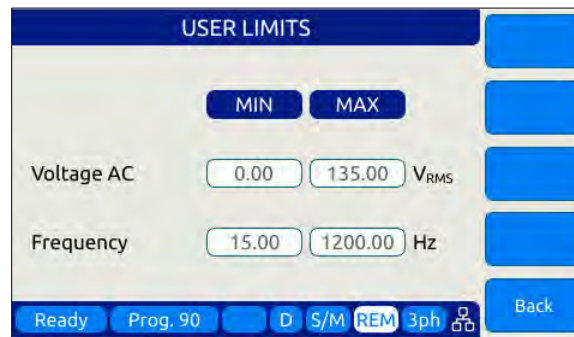 USER LIMITS
MIN MAX
Voltage AC 0.00 135.00 VRMS
Frequency 15.00 1200.00 Hz
Ready Prog. 90 D S/M REM 3ph
Back